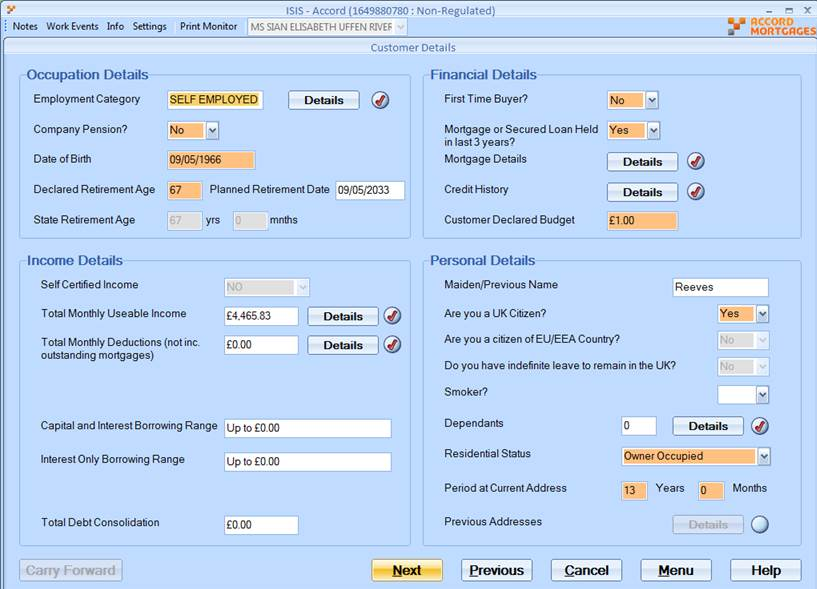 ISIS - Accord (1649880780 : Non-Regulated)
Notes Work Events Info Settings Print Monitor MS SIAN ELISABETH UFFEN RIVER
ACCORD
MORTGAGES
Customer Details
Occupation Details
Employment Category SELF EMPLOYED Details
Company Pension? No
Date of Birth 09/05/1966
Declared Retirement Age 67 Planned Retirement Date 09/05/2033
State Retirement Age 67 yrs 0 mnths
Financial Details
First Time Buyer? No
Mortgage or Secured Loan Held Yes
in last 3 years?
Mortgage Details Details
Credit History Details
Customer Declared Budget £1.00
Income Details
Self Certified Income NO
Total Monthly Useable Income £4,465.83 Details
Total Monthly Deductions (not inc. £0.00 Details
outstanding mortgages)
Capital and Interest Borrowing Range Up to £0.00
Interest Only Borrowing Range Up to £0.00
Total Debt Consolidation £0.00
Personal Details
Maiden/Previous Name Reeves
Are you a UK Citizen? Yes
Are you a citizen of EU/EEA Country? No
Do you have indefinite leave to remain in the UK? No
Smoker?
Dependants 0 Details
Residential Status Owner Occupied
Period at Current Address 13 Years 0 Months
Previous Addresses Details
Carry Forward Next Previous Cancel Menu Help